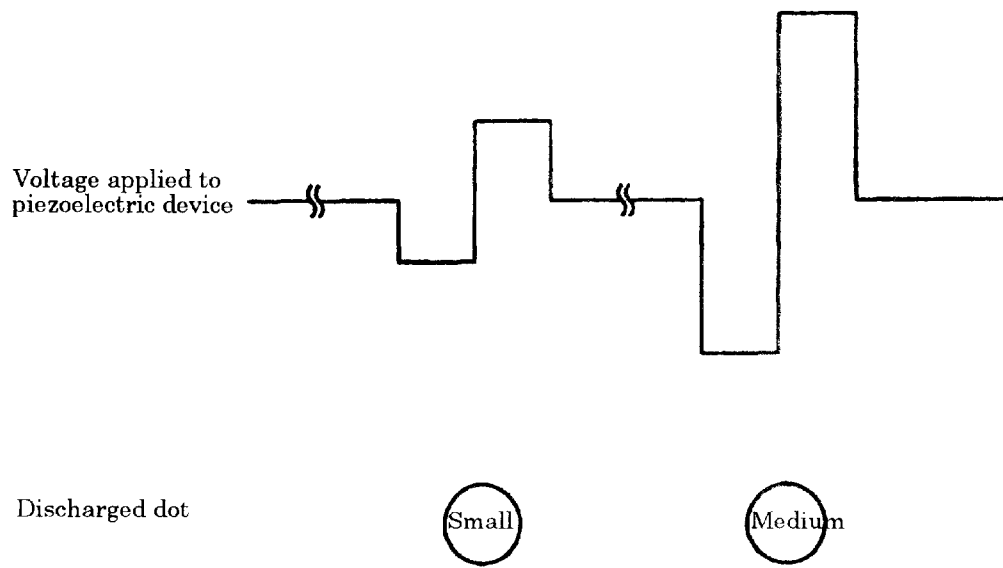 Voltage applied to
piezoelectric device
Discharged dot
Small
Medium